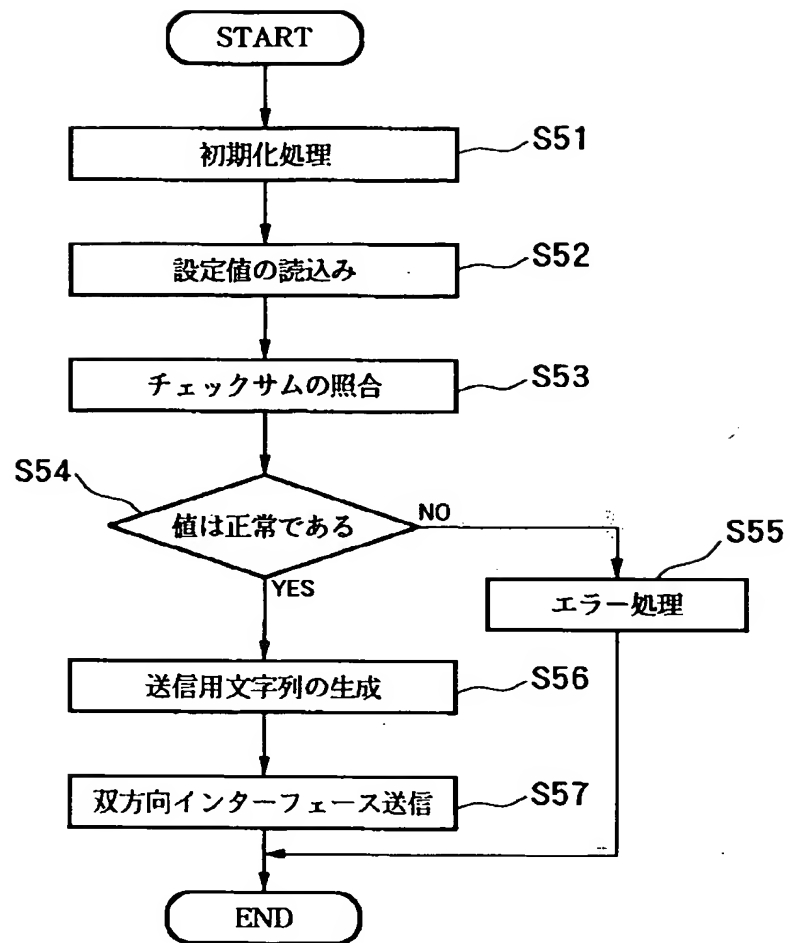 START
初期化処理
S51
設定値の読込み
S52
チェックサムの照合
S53
S54
値は正常である
NO
YES
S55
エラー処理
送信用文字列の生成
S56
双方向インターフェース送信
S57
END